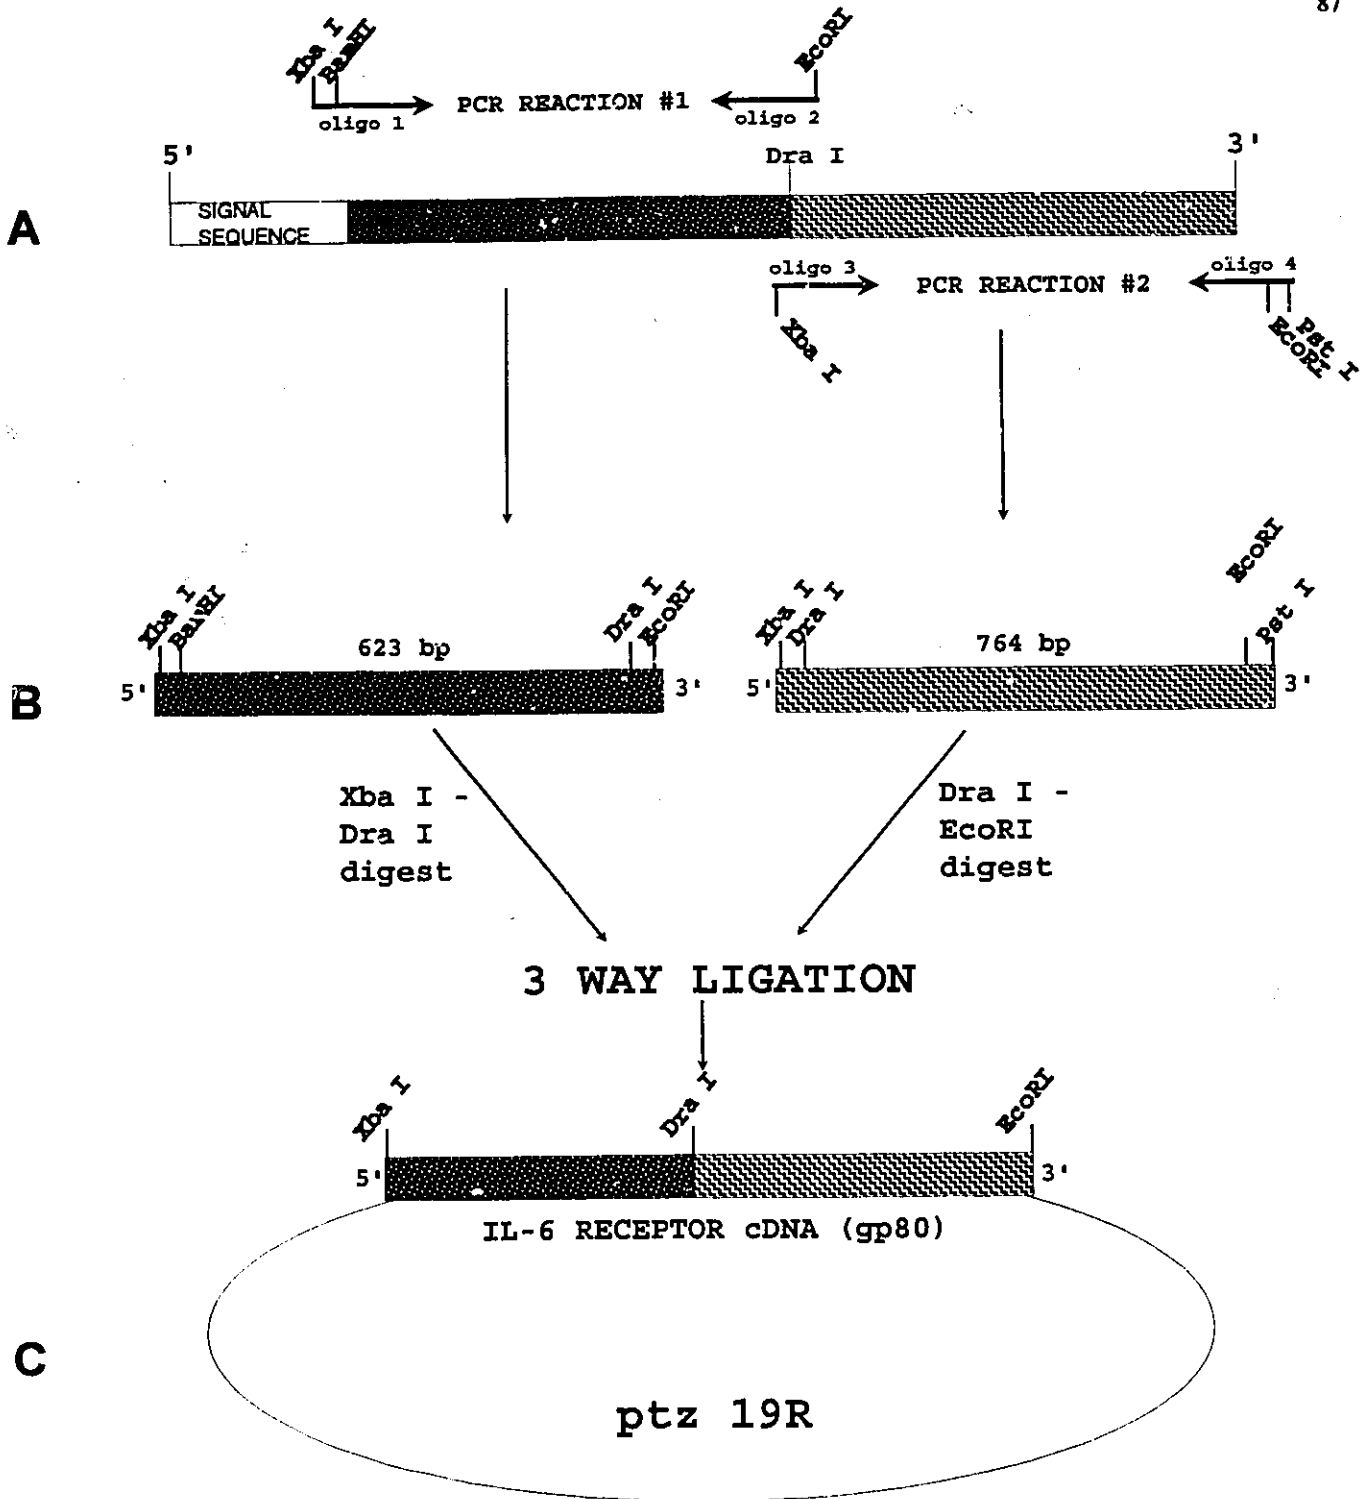 87
Xba I
BamHI
EcoRI
PCR REACTION #1
oligo 1
oligo 2
5'
Dra I
3'
A
SIGNAL
SEQUENCE
oligo 3
PCR REACTION #2
oligo 4
Xba I
EcoRI
Pst I
EcoRI
Xba I
BamHI
Dra I
EcoRI
Xba I
Dra I
Pst I
623 bp
764 bp
B
5'
3'
5'
3'
Xba I -
Dra I
digest
Dra I -
EcoRI
digest
3 WAY LIGATION
Xba I
Dra I
EcoRI
5'
3'
IL-6 RECEPTOR cDNA (gp80)
C
ptz 19R